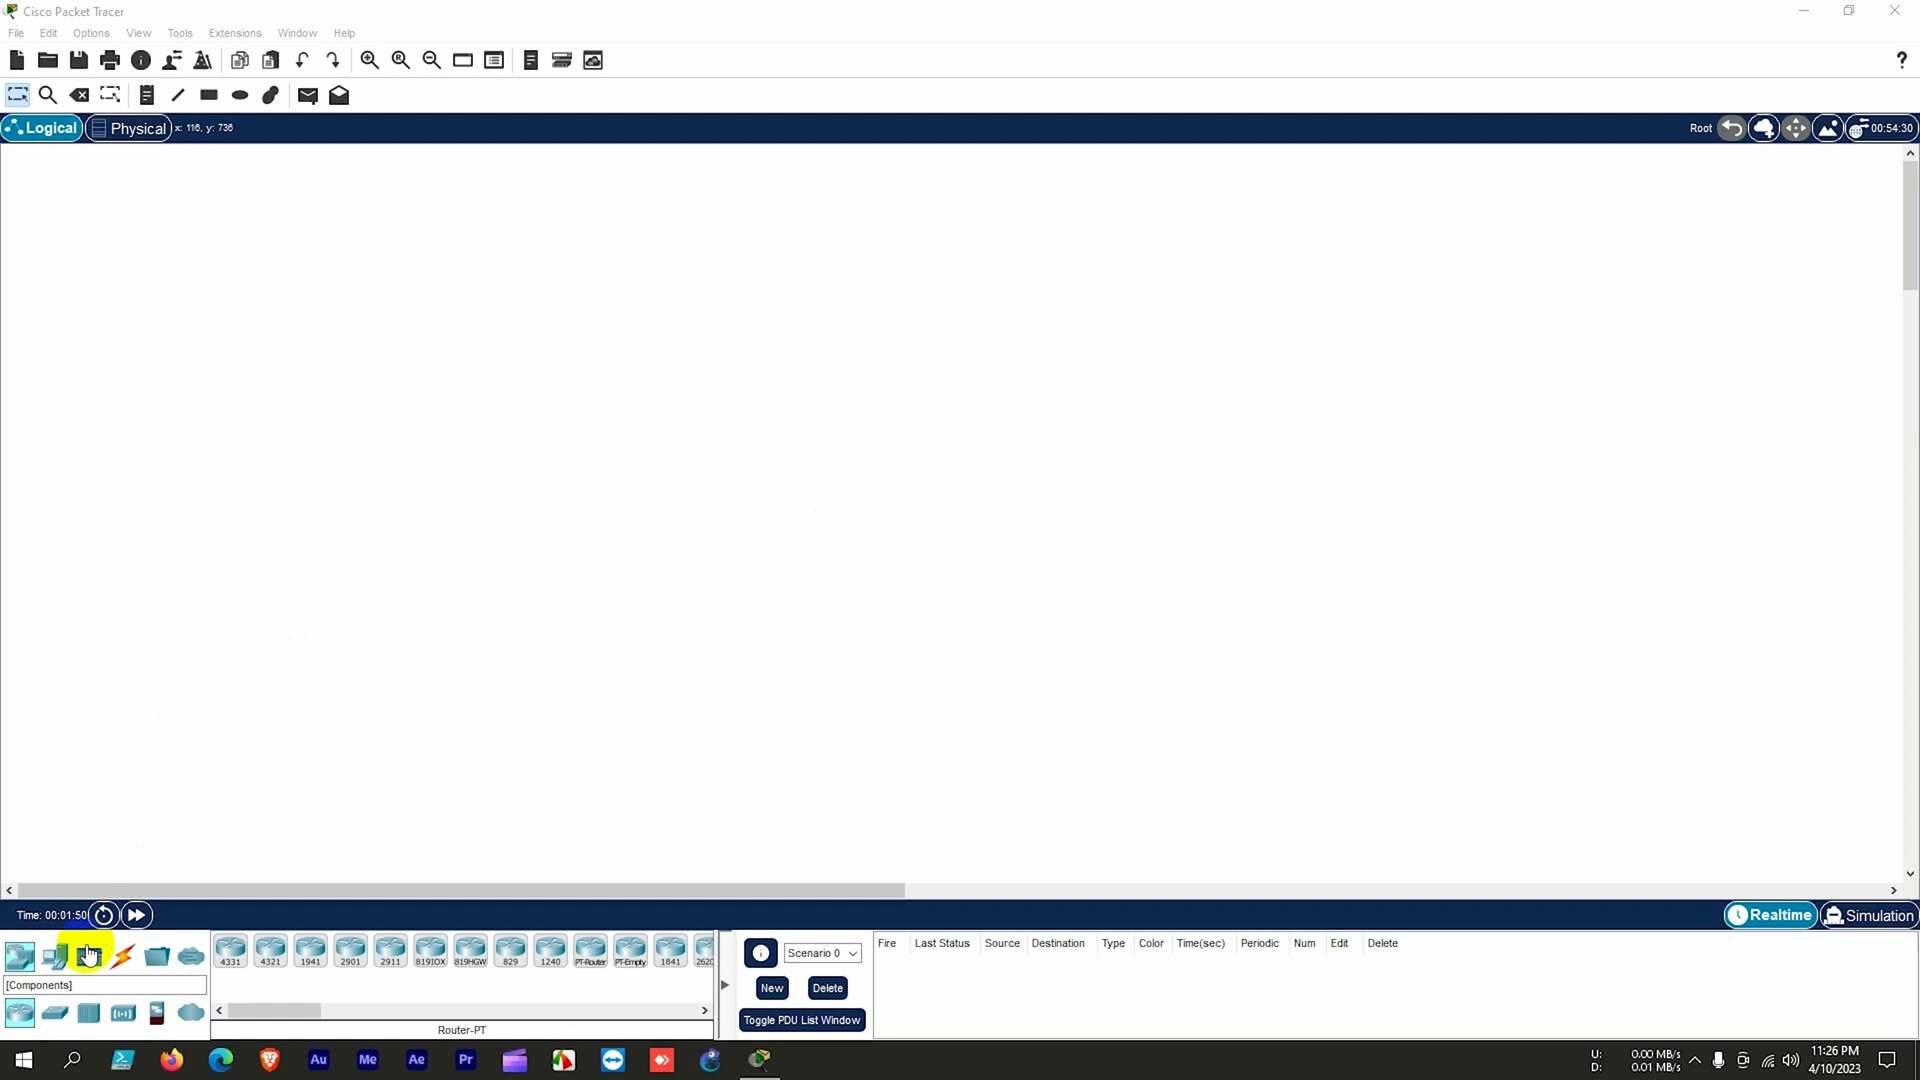 Cisco Packet Tracer
File Edit Options View Tools Extensions Window Help
?
Logical Physical x: 116, y: 736 Root 00:54:30
Time: 00:01:50 Realtime Simulation
4331 4321 1941 2901 2911 819IOX 819HGW 829 1240 PT-Router PT-Empty 1841 2620
Scenario 0 Fire Last Status Source Destination Type Color Time(sec) Periodic Num Edit Delete
[Components]
New Delete
Toggle PDU List Window
Router-PT
Au Me Ae Pr
U: 0.00 MB/s
D: 0.01 MB/s
11:26 PM
4/10/2023